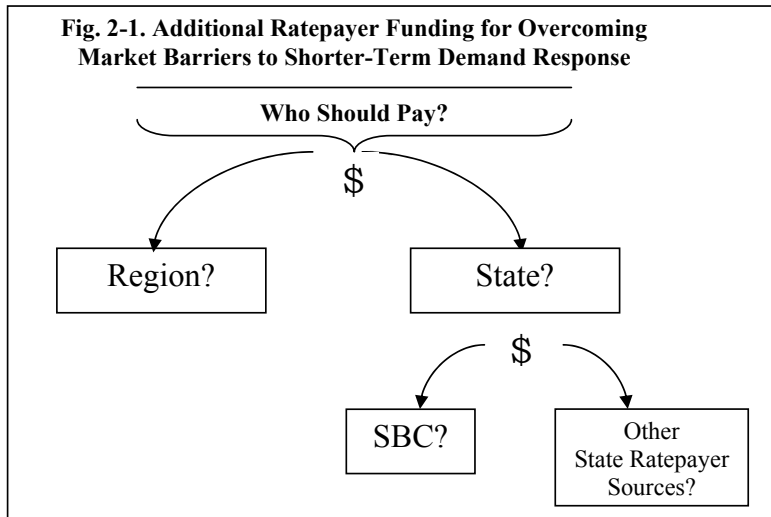 Fig. 2-1. Additional Ratepayer Funding for Overcoming
Market Barriers to Shorter-Term Demand Response
Who Should Pay?
$
Region?
State?
$
SBC?
Other
State Ratepayer
Sources?